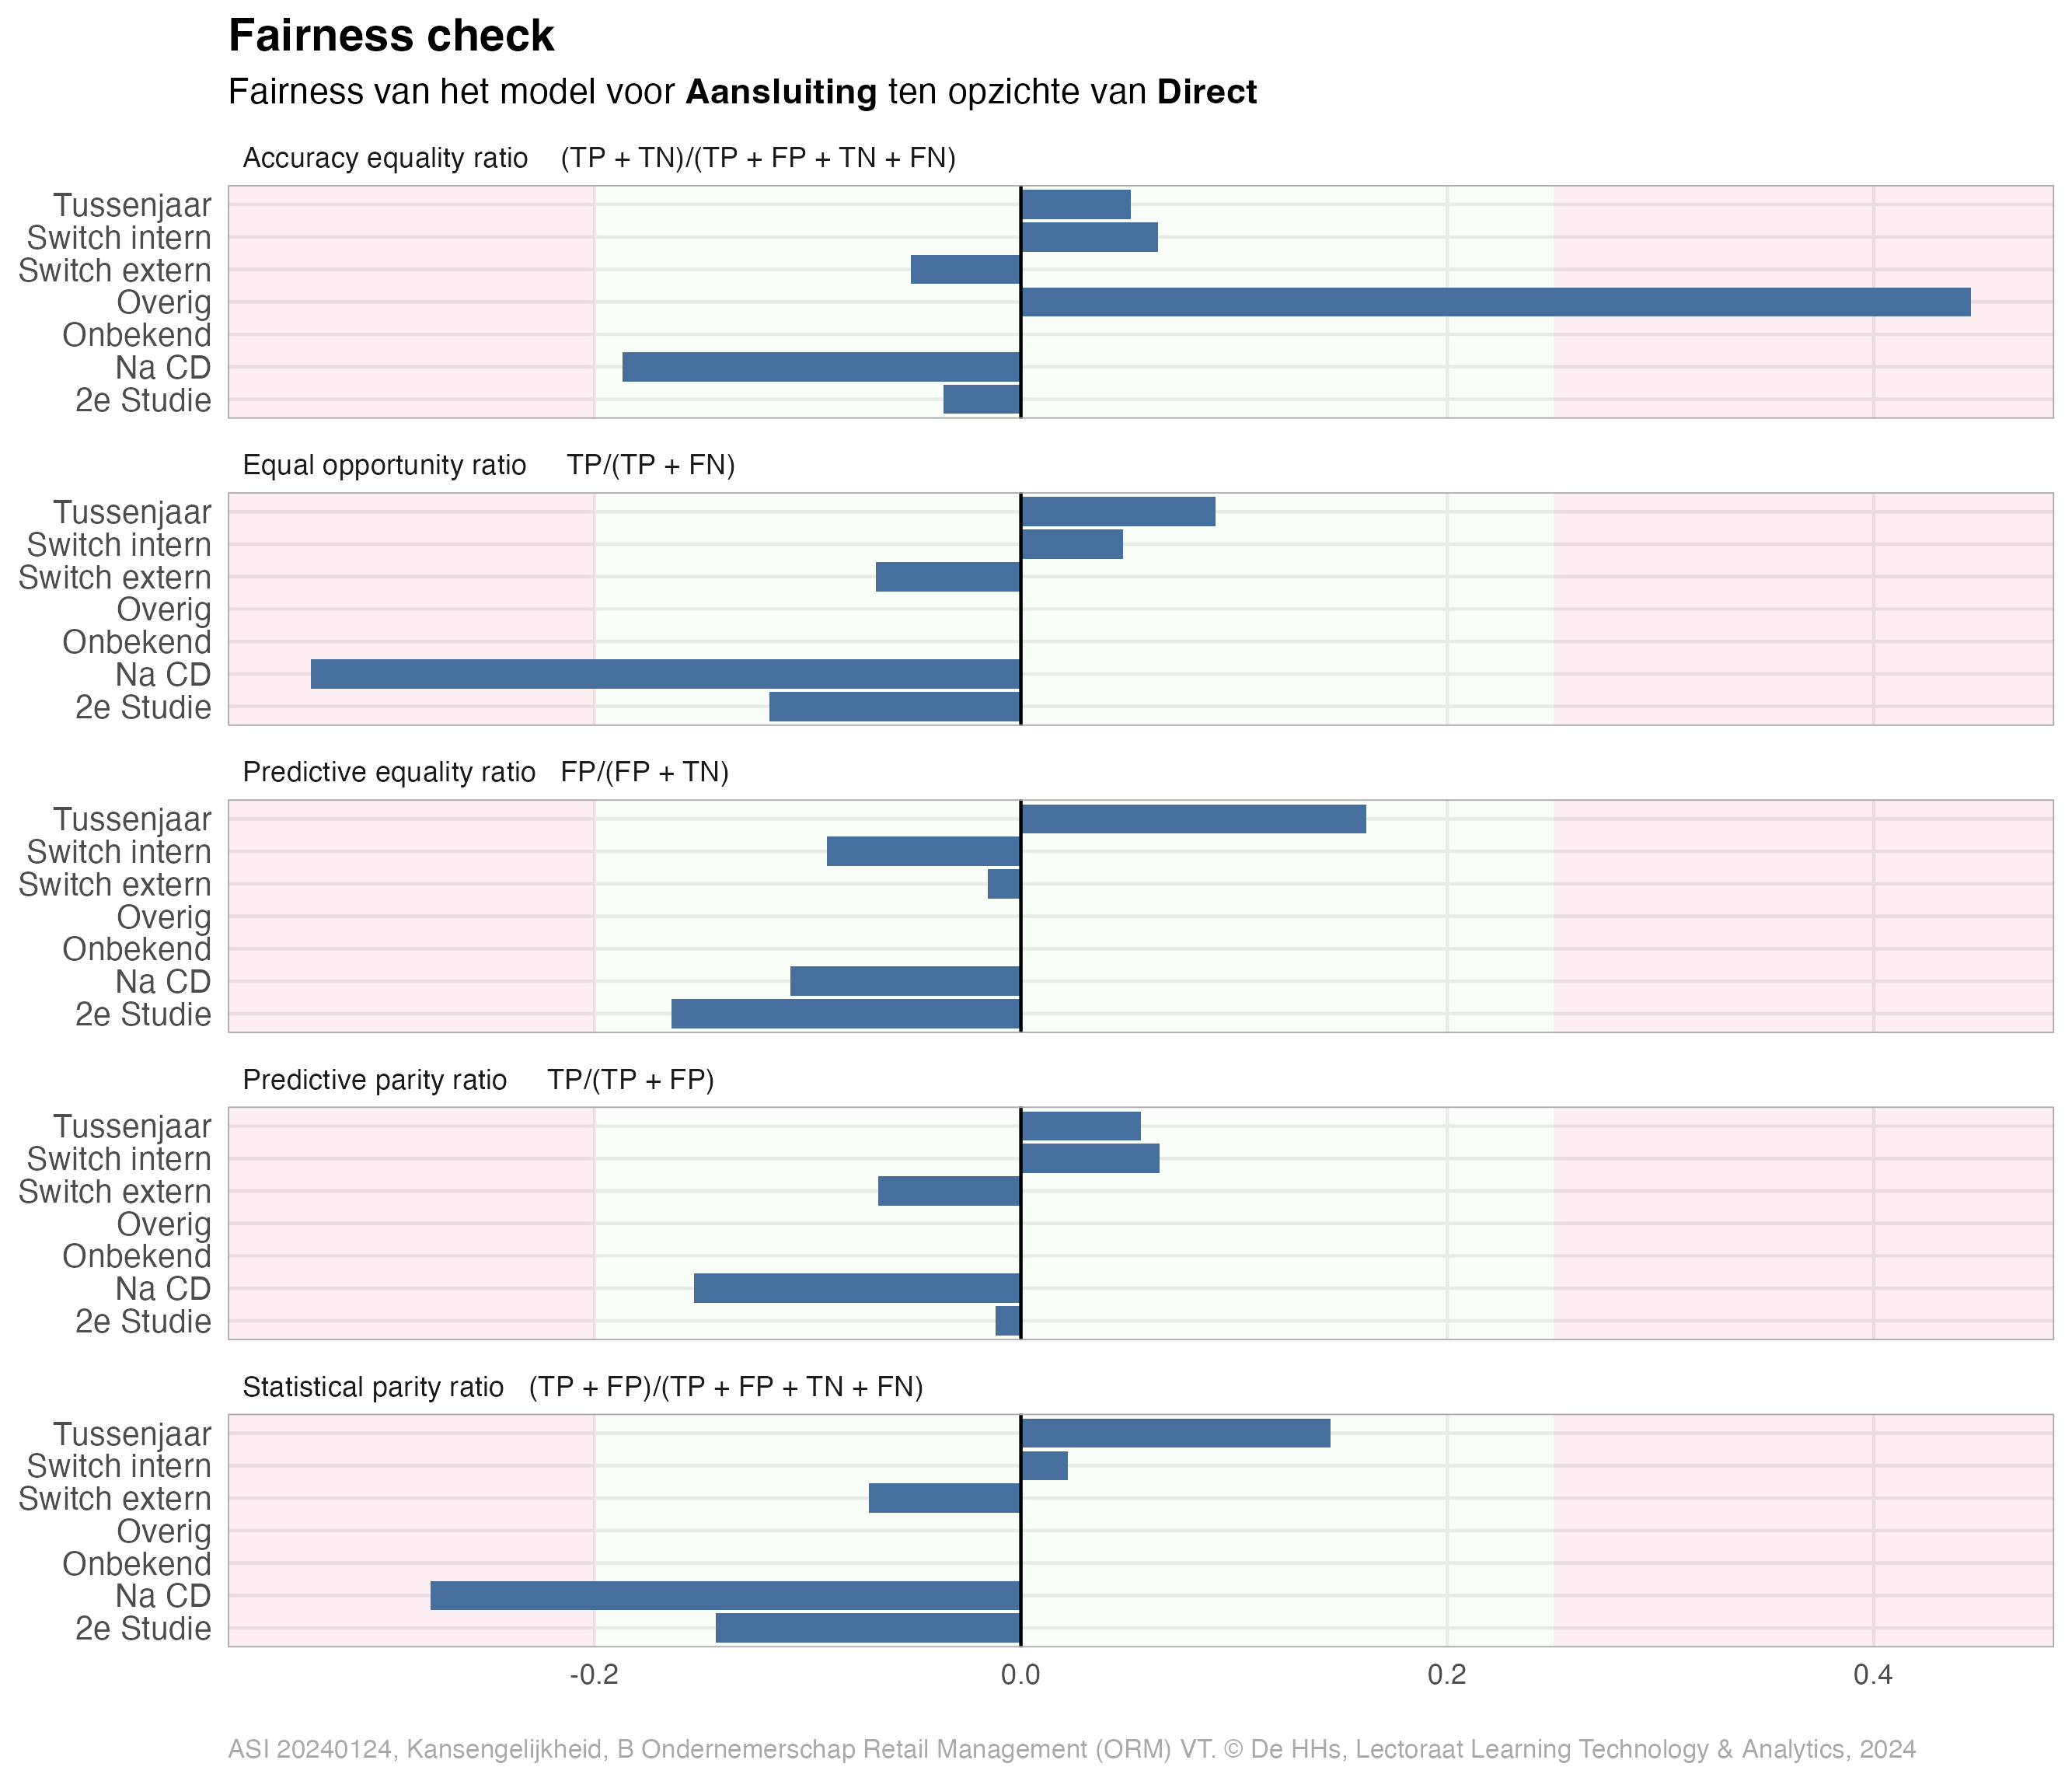 Fairness check
Fairness van het model voor Aansluiting ten opzichte van Direct
Accuracy equality ratio (TP + TN)/(TP + FP + TN + FN)
Tussenjaar
Switch intern
Switch extern
Overig
Onbekend
Na CD
2e Studie
Equal opportunity ratio TP/(TP + FN)
Tussenjaar
Switch intern
Switch extern
Overig
Onbekend
Na CD
2e Studie
Predictive equality ratio FP/(FP + TN)
Tussenjaar
Switch intern
Switch extern
Overig
Onbekend
Na CD
2e Studie
Predictive parity ratio TP/(TP + FP)
Tussenjaar
Switch intern
Switch extern
Overig
Onbekend
Na CD
2e Studie
Statistical parity ratio (TP + FP)/(TP + FP + TN + FN)
Tussenjaar
Switch intern
Switch extern
Overig
Onbekend
Na CD
2e Studie
-0.2 0.0 0.2 0.4
ASI 20240124, Kansengelijkheid, B Ondernemerschap Retail Management (ORM) VT. © De HHs, Lectoraat Learning Technology & Analytics, 2024